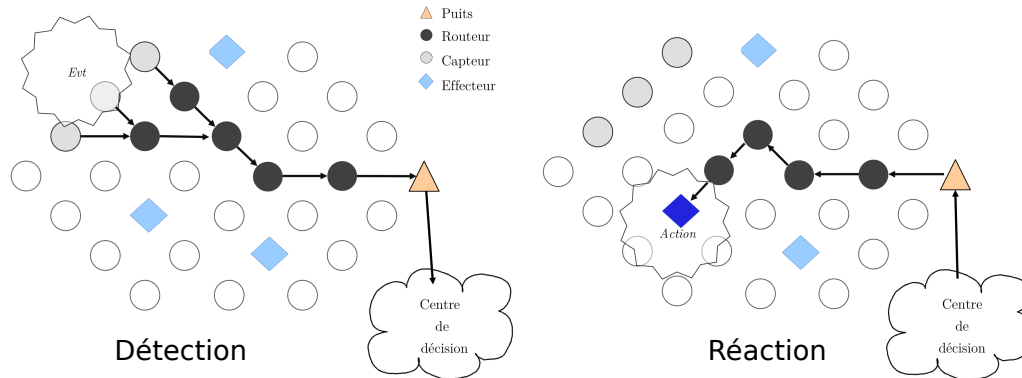 Evt
Puits
Routeur
Capteur
Effecteur
Centre
de
décision
Détection
Action
Centre
de
décision
Réaction